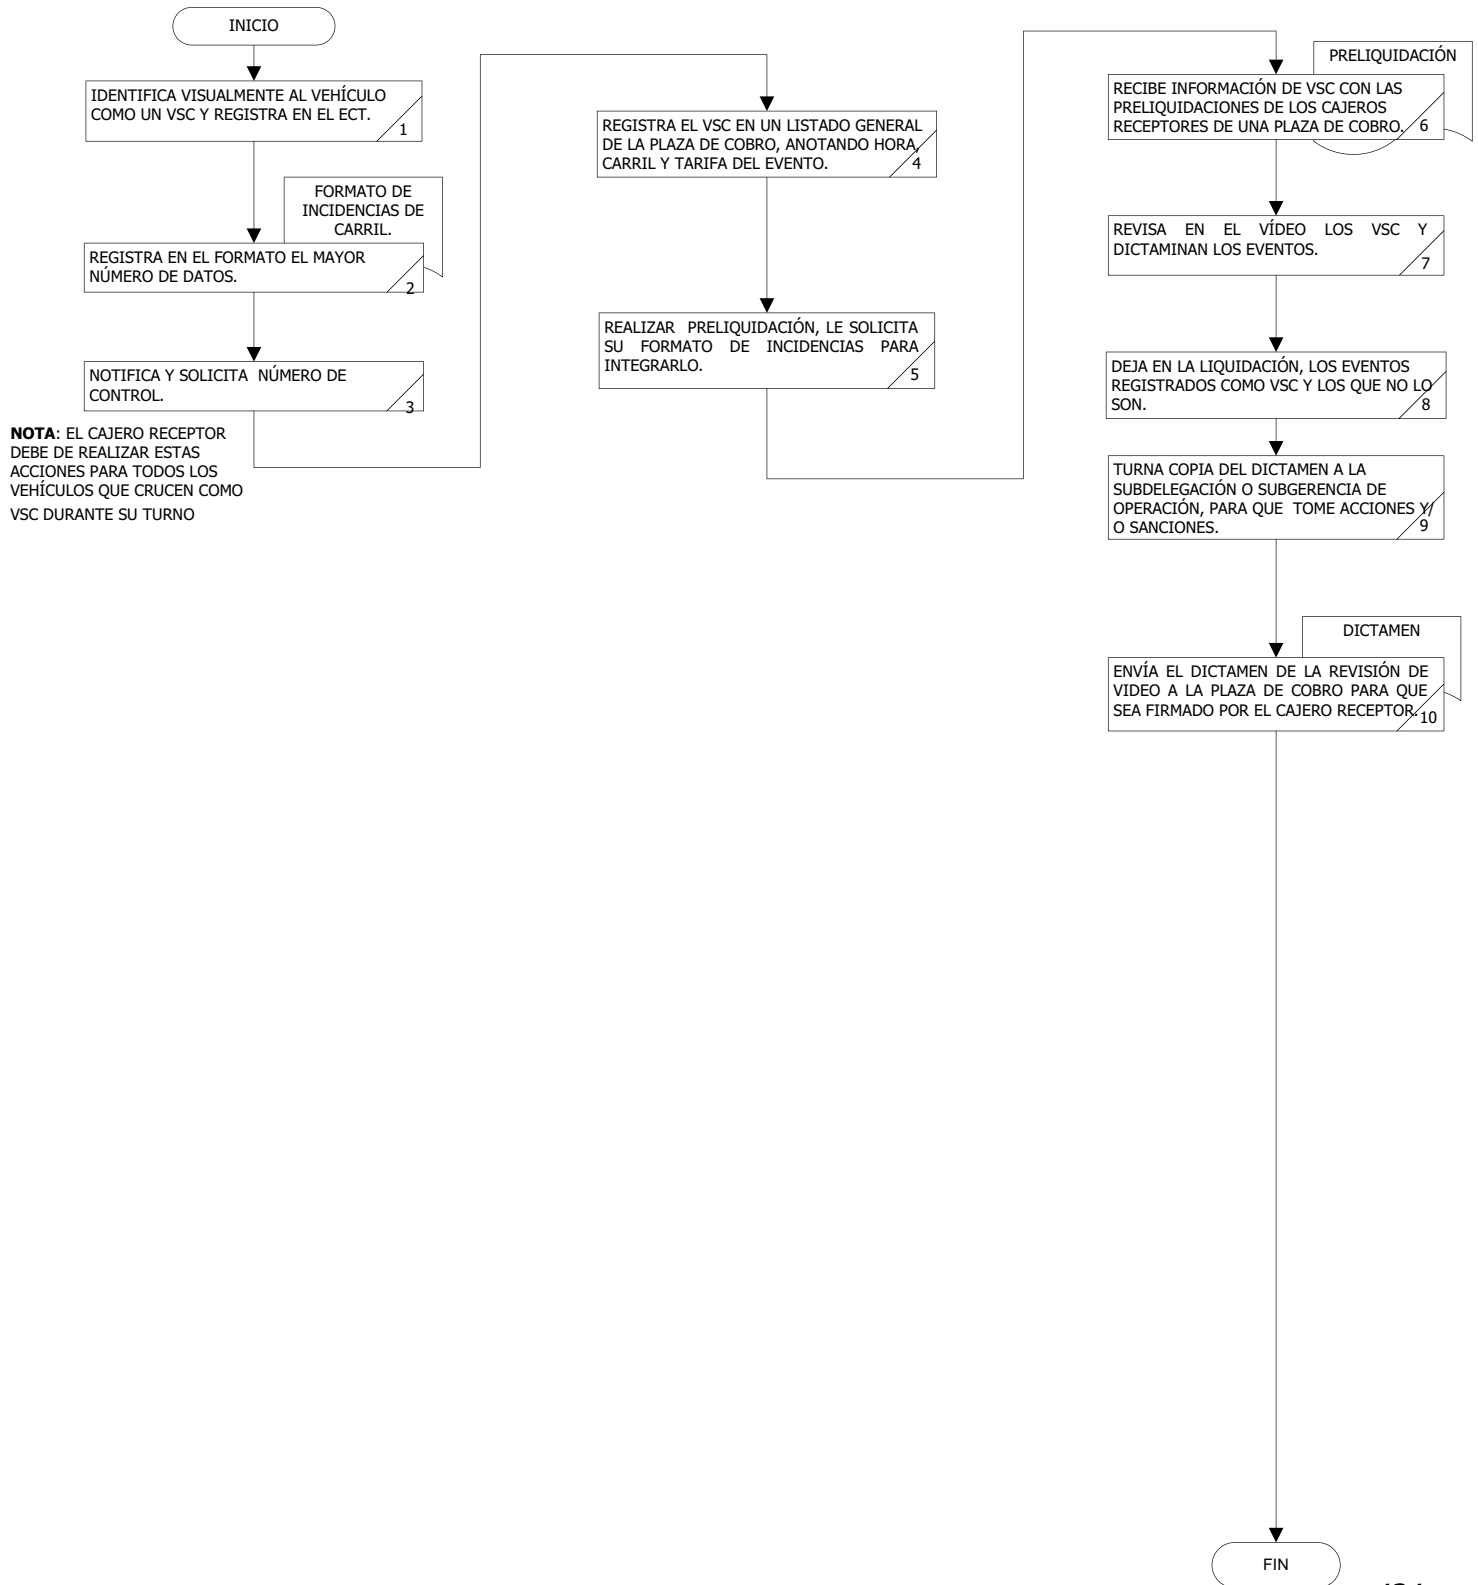 INICIO
IDENTIFICA VISUALMENTE AL VEHÍCULO
COMO UN VSC Y REGISTRA EN EL ECT.
1
FORMATO DE
INCIDENCIAS DE
CARRIL.
REGISTRA EN EL FORMATO EL MAYOR
NÚMERO DE DATOS.
2
NOTIFICA Y SOLICITA NÚMERO DE
CONTROL.
3
NOTA: EL CAJERO RECEPTOR
DEBE DE REALIZAR ESTAS
ACCIONES PARA TODOS LOS
VEHÍCULOS QUE CRUCEN COMO
VSC DURANTE SU TURNO
REGISTRA EL VSC EN UN LISTADO GENERAL
DE LA PLAZA DE COBRO, ANOTANDO HORA,
CARRIL Y TARIFA DEL EVENTO.
4
REALIZAR PRELIQUIDACIÓN, LE SOLICITA
SU FORMATO DE INCIDENCIAS PARA
INTEGRARLO.
5
PRELIQUIDACIÓN
RECIBE INFORMACIÓN DE VSC CON LAS
PRELIQUIDACIONES DE LOS CAJEROS
RECEPTORES DE UNA PLAZA DE COBRO.
6
REVISA EN EL VÍDEO LOS VSC Y
DICTAMINAN LOS EVENTOS.
7
DEJA EN LA LIQUIDACIÓN, LOS EVENTOS
REGISTRADOS COMO VSC Y LOS QUE NO LO
SON.
8
TURNA COPIA DEL DICTAMEN A LA
SUBDELEGACIÓN O SUBGERENCIA DE
OPERACIÓN, PARA QUE TOME ACCIONES Y/
O SANCIONES.
9
DICTAMEN
ENVÍA EL DICTAMEN DE LA REVISIÓN DE
VIDEO A LA PLAZA DE COBRO PARA QUE
SEA FIRMADO POR EL CAJERO RECEPTOR.
10
FIN